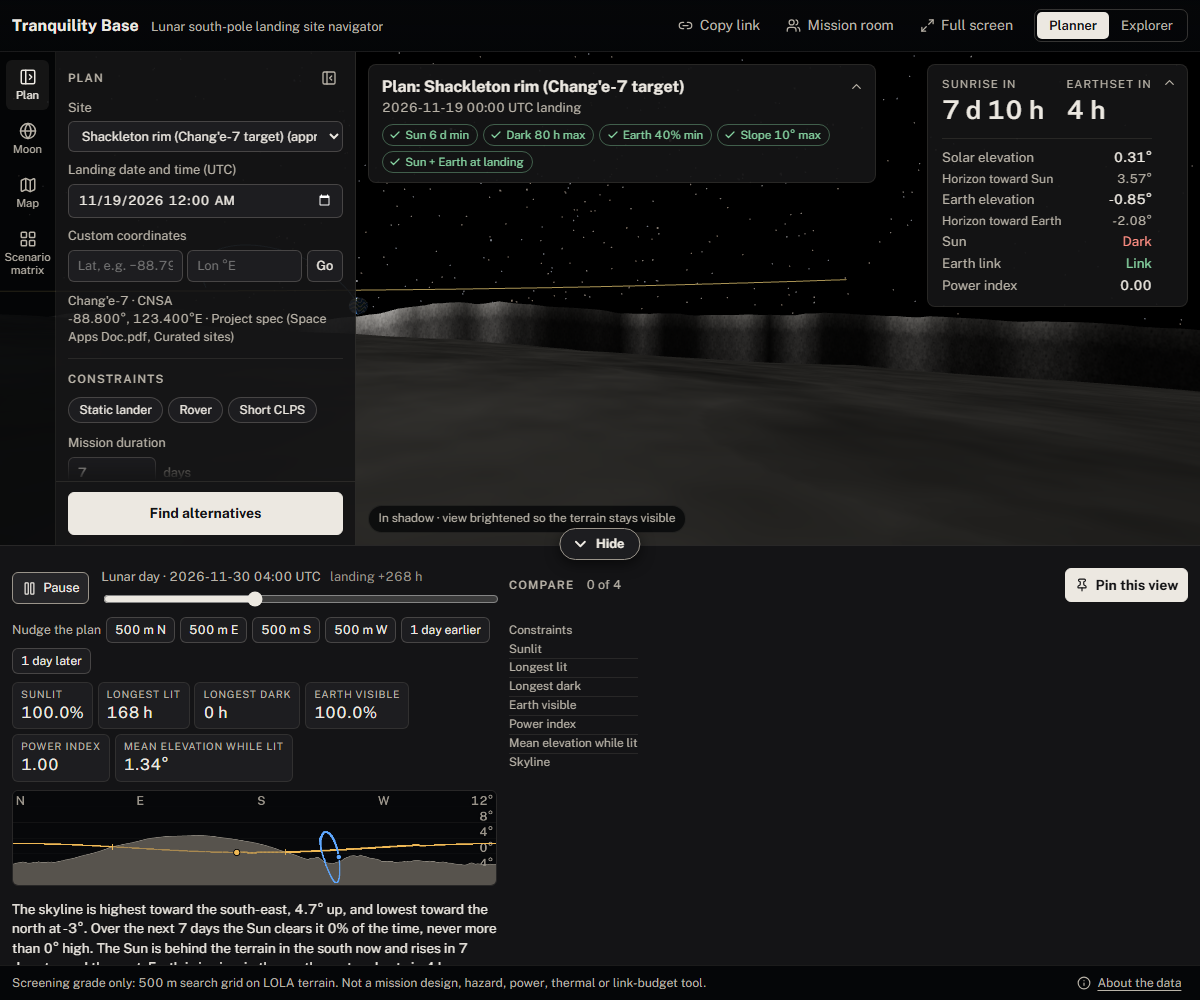 Tranquility Base Lunar south-pole landing site navigator
Copy link Mission room Full screen Planner Explorer
Plan
Moon
Map
Scenario
matrix
PLAN
Site
Shackleton rim (Chang'e-7 target) (appr
Landing date and time (UTC)
11/19/2026 12:00 AM
Custom coordinates
Lat, e.g. −88.79 Lon °E Go
Chang'e-7 · CNSA
-88.800°, 123.400°E · Project spec (Space
Apps Doc.pdf, Curated sites)
CONSTRAINTS
Static lander Rover Short CLPS
Mission duration
7 days
Find alternatives
Plan: Shackleton rim (Chang'e-7 target)
2026-11-19 00:00 UTC landing
Sun 6 d min Dark 80 h max Earth 40% min Slope 10° max
Sun + Earth at landing
SUNRISE IN EARTHSET IN
7 d 10 h 4 h
Solar elevation 0.31°
Horizon toward Sun 3.57°
Earth elevation -0.85°
Horizon toward Earth -2.08°
Sun Dark
Earth link Link
Power index 0.00
In shadow · view brightened so the terrain stays visible
Hide
Pause
Lunar day · 2026-11-30 04:00 UTC landing +268 h
Nudge the plan 500 m N 500 m E 500 m S 500 m W 1 day earlier
1 day later
SUNLIT LONGEST LIT LONGEST DARK EARTH VISIBLE
100.0% 168 h 0 h 100.0%
POWER INDEX MEAN ELEVATION WHILE LIT
1.00 1.34°
N E S W 12°
8°
4°
0°
4°
The skyline is highest toward the south-east, 4.7° up, and lowest toward the
north at -3°. Over the next 7 days the Sun clears it 0% of the time, never more
than 0° high. The Sun is behind the terrain in the south now and rises in 7
COMPARE 0 of 4
Pin this view
Constraints
Sunlit
Longest lit
Longest dark
Earth visible
Power index
Mean elevation while lit
Skyline
Screening grade only: 500 m search grid on LOLA terrain. Not a mission design, hazard, power, thermal or link-budget tool.
About the data